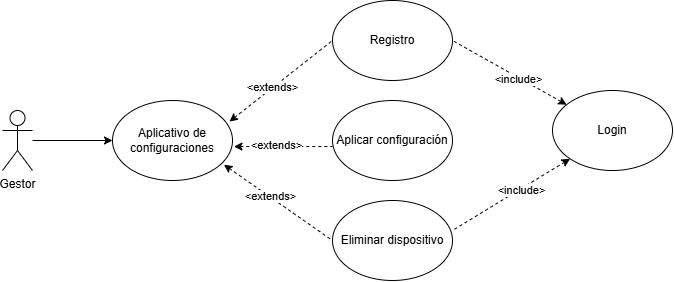 Registro
<extends>
<include>
Aplicativo de
configuraciones
<extends>
Aplicar configuración
Login
Gestor
<extends>
<include>
Eliminar dispositivo